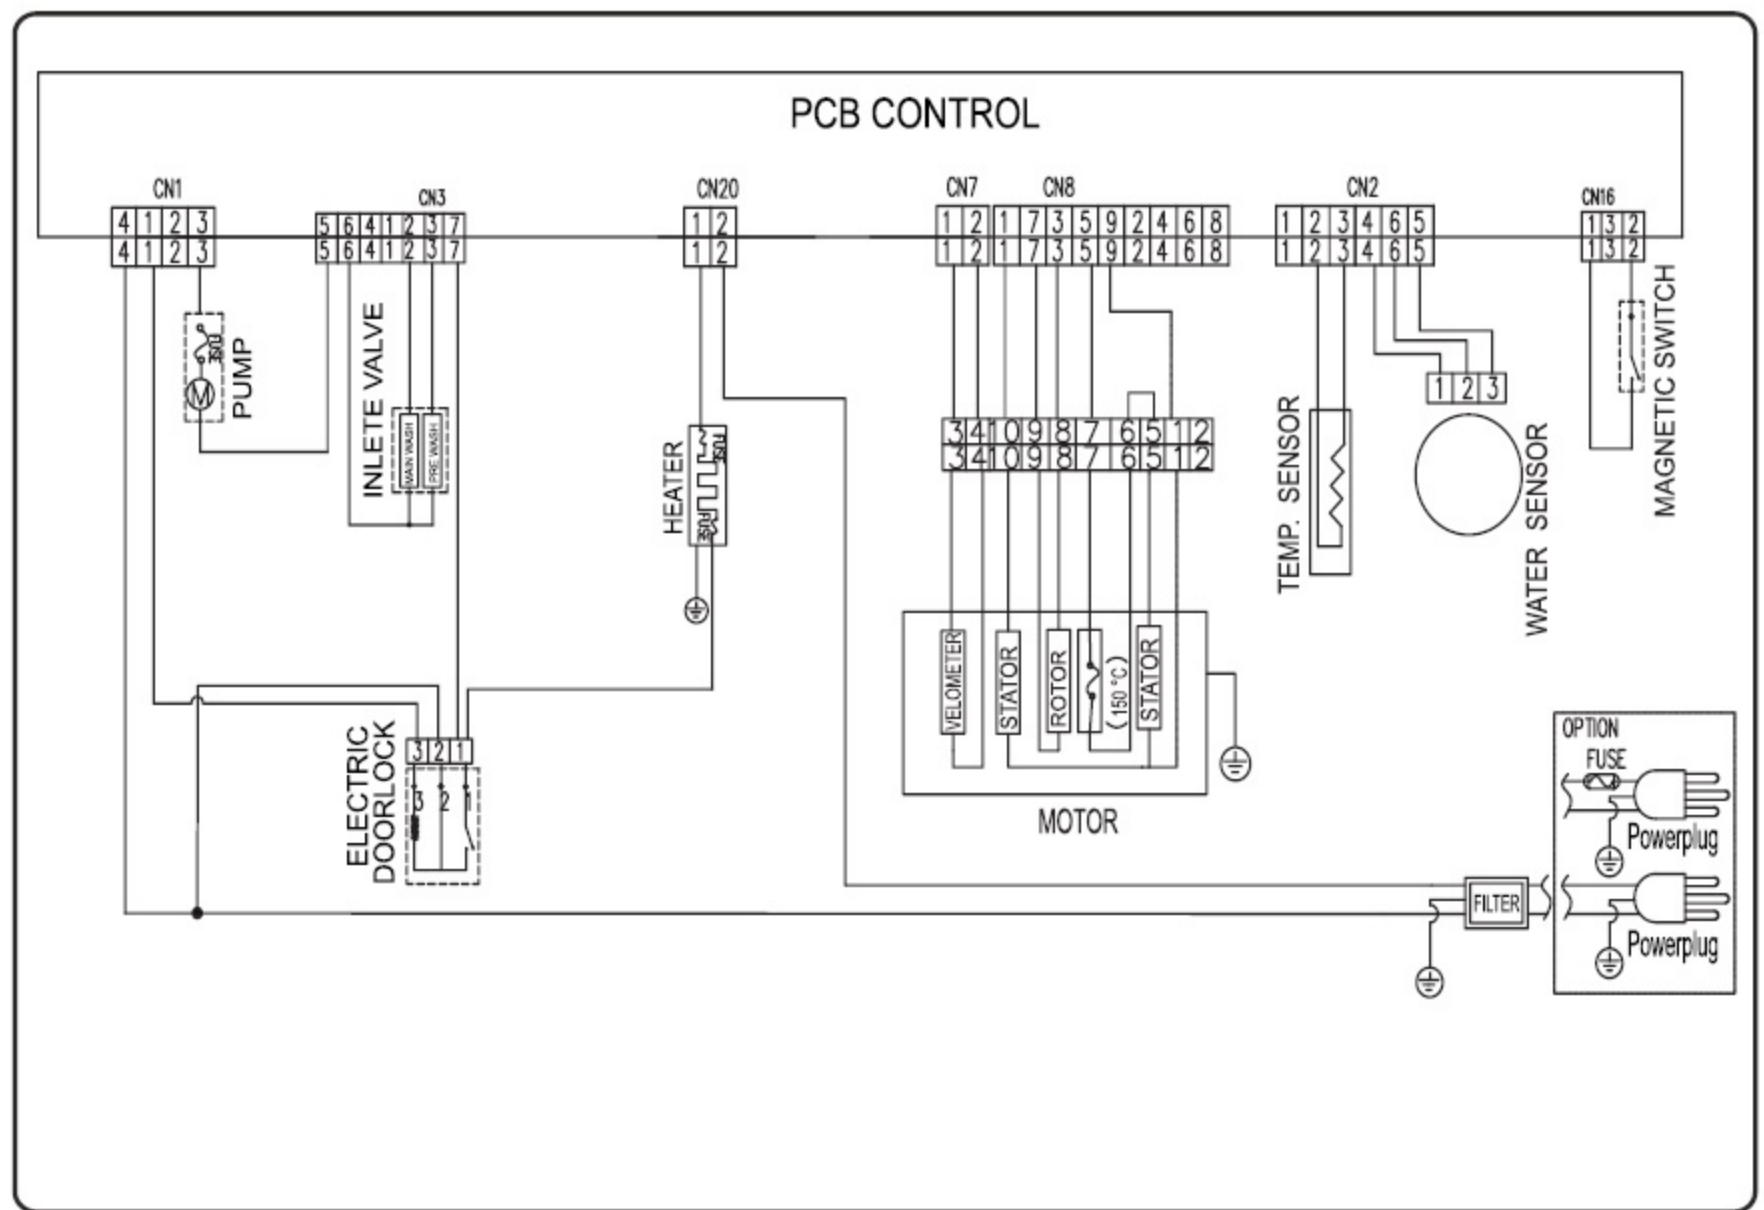 PCB CONTROL
CN1
CN3
CN20
CN7
CN8
CN2
CN16
4 1 2 3
5 6 4 1 2 3 7
1 2
1 2
1 7 3 5 9 2 4 6 8
1 2 3 4 6 5
1 3 2
4 1 2 3
5 6 4 1 2 3 7
1 2
1 2
1 7 3 5 9 2 4 6 8
1 2 3 4 6 5
1 3 2
FUSE
M
PUMP
INLETE VALVE
MAIN WASH
PRE WASH
HEATER
FUSE
FUSE
3 4 10 9 8 7 6 5 1 2
3 4 10 9 8 7 6 5 1 2
TEMP. SENSOR
1 2 3
WATER SENSOR
MAGNETIC SWITCH
VELOMETER
STATOR
ROTOR
(150 °C)
STATOR
MOTOR
ELECTRIC
DOORLOCK
3 2 1
3 2 1
FILTER
OPTION
FUSE
Powerplug
Powerplug